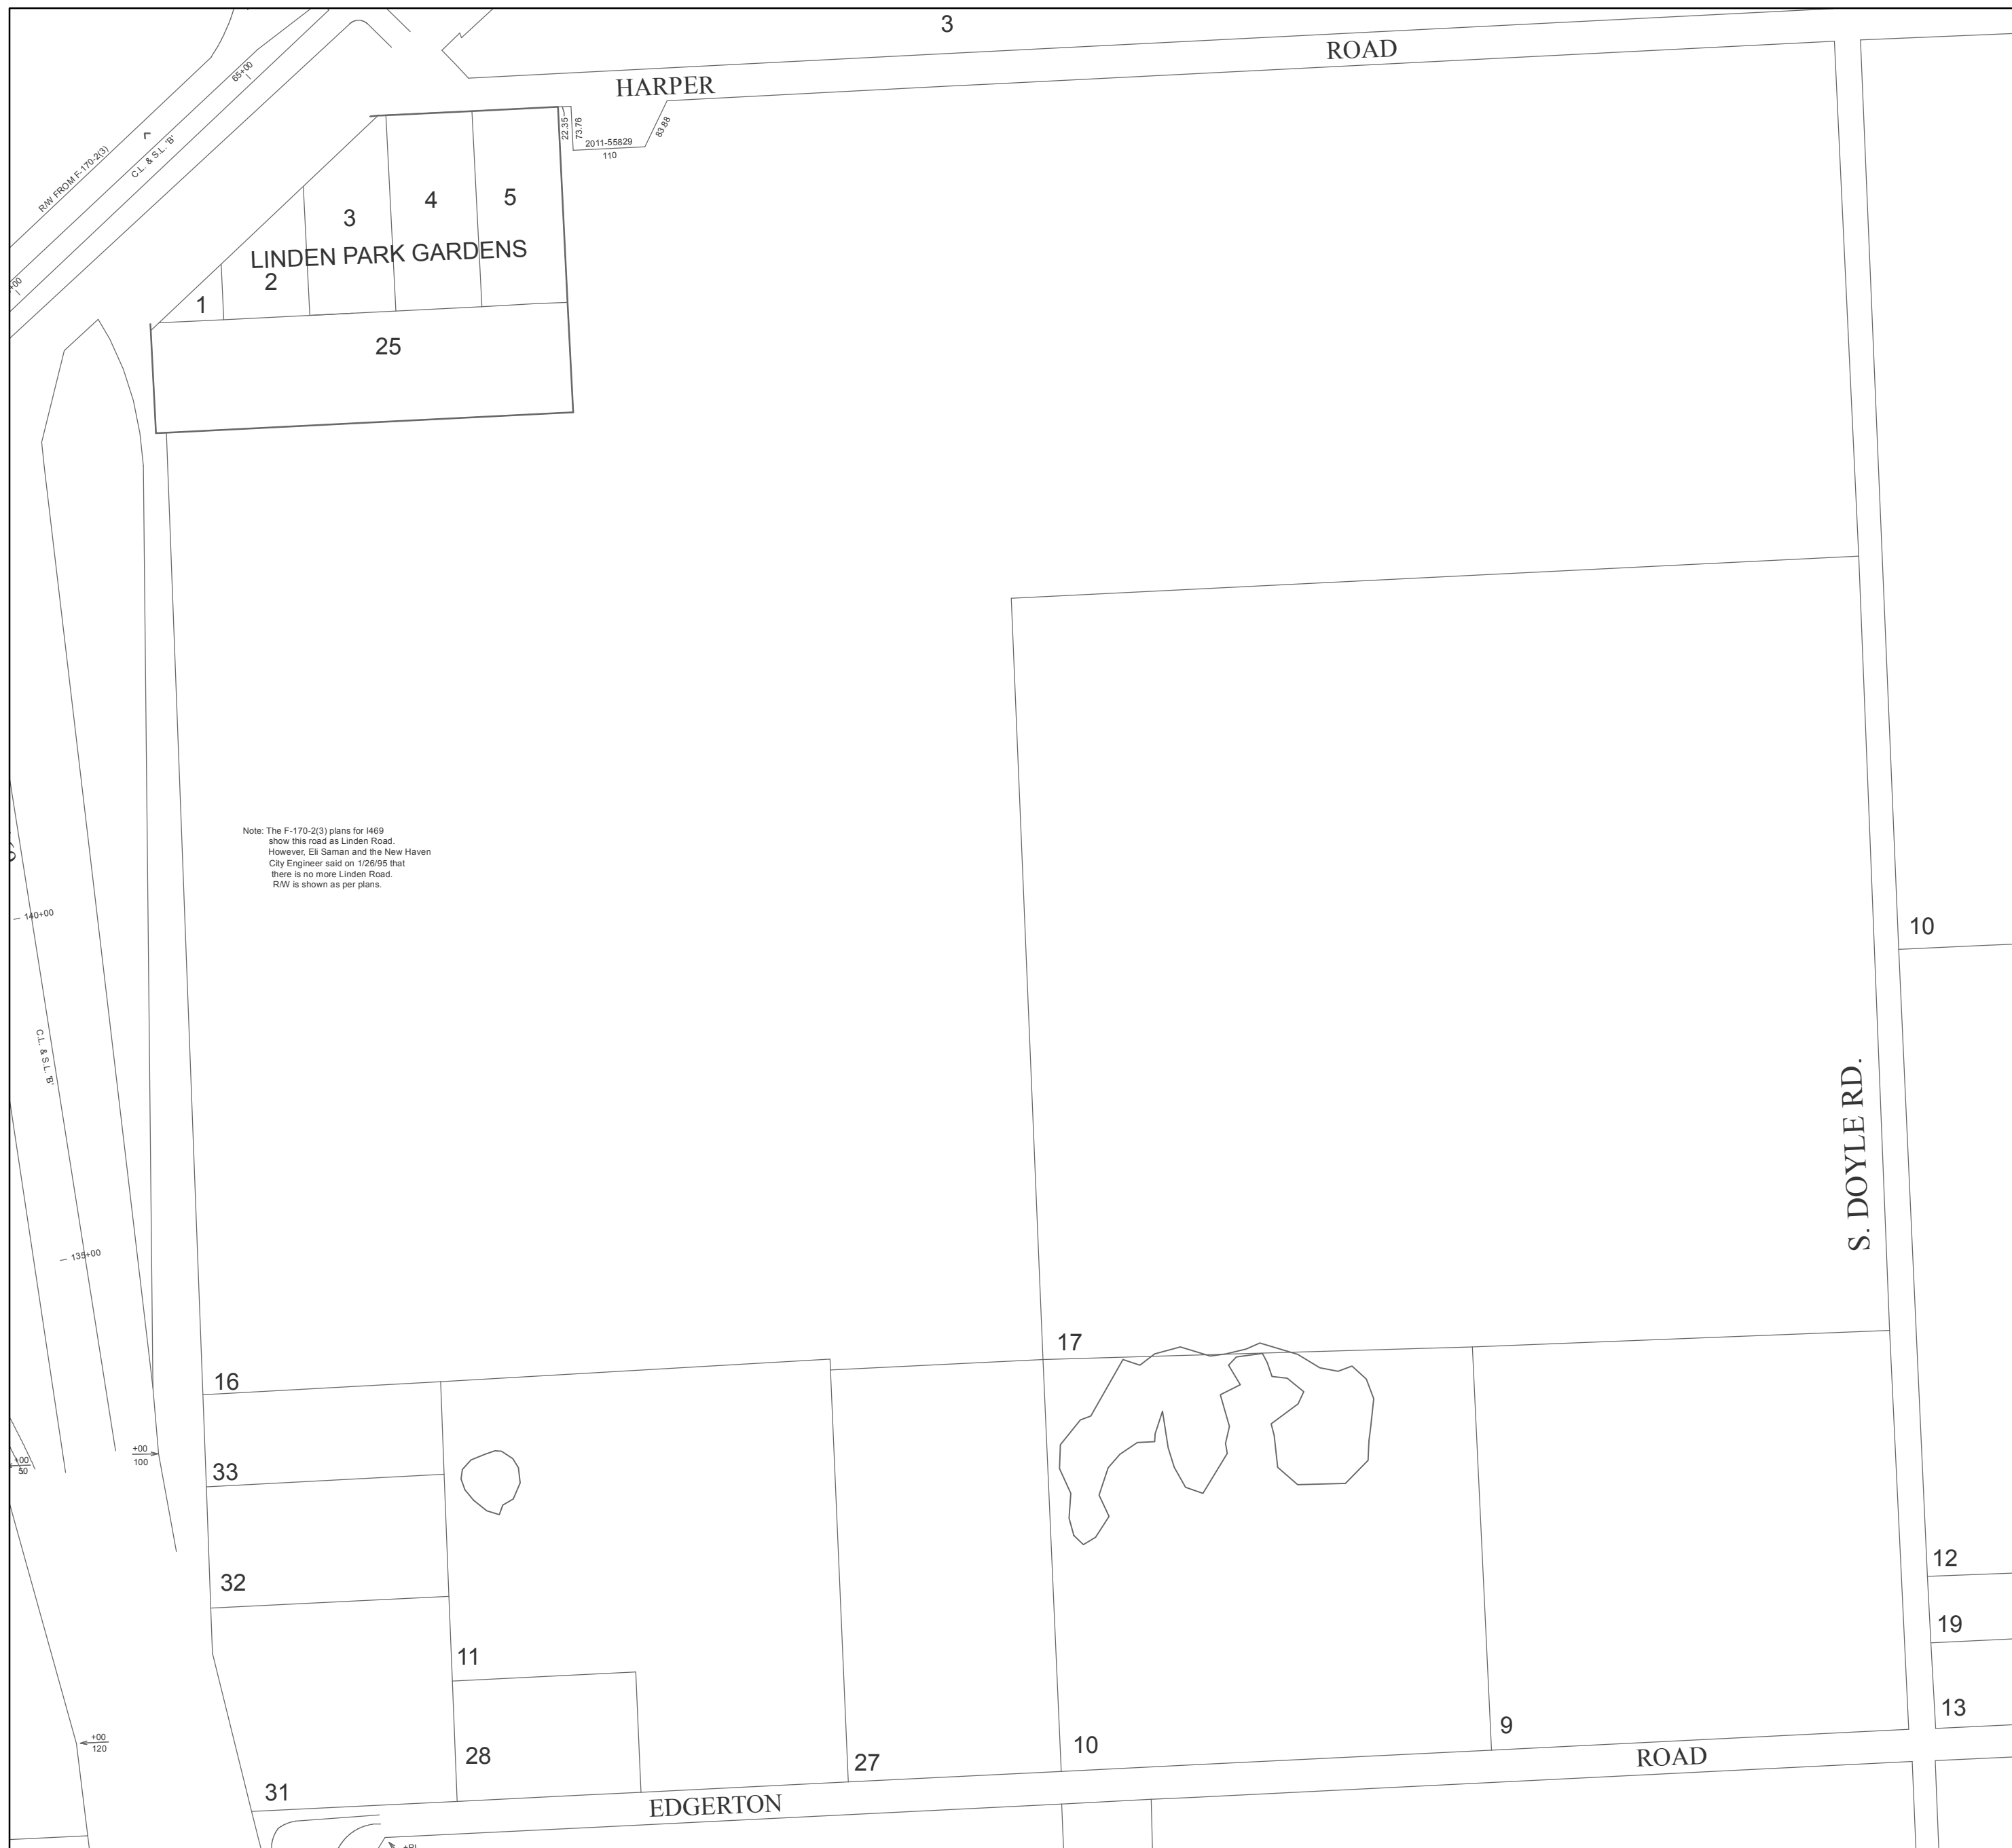 3
HARPER
ROAD
65+00
C.L. & S.L. 'B'
R/W FROM F-170-2(3)
+00
22.35
73.76
2011-55829
110
83.88
3
4
5
LINDEN PARK GARDENS
2
1
25
Note: The F-170-2(3) plans for I469
show this road as Linden Road.
However, Eli Saman and the New Haven
City Engineer said on 1/26/95 that
there is no more Linden Road.
R/W is shown as per plans.
140+00
10
C.L. & S.L. 'B'
S. DOYLE RD.
135+00
17
16
+00
100
+00
50
33
32
12
19
11
13
9
10
28
27
+00
120
ROAD
31
EDGERTON
+PL